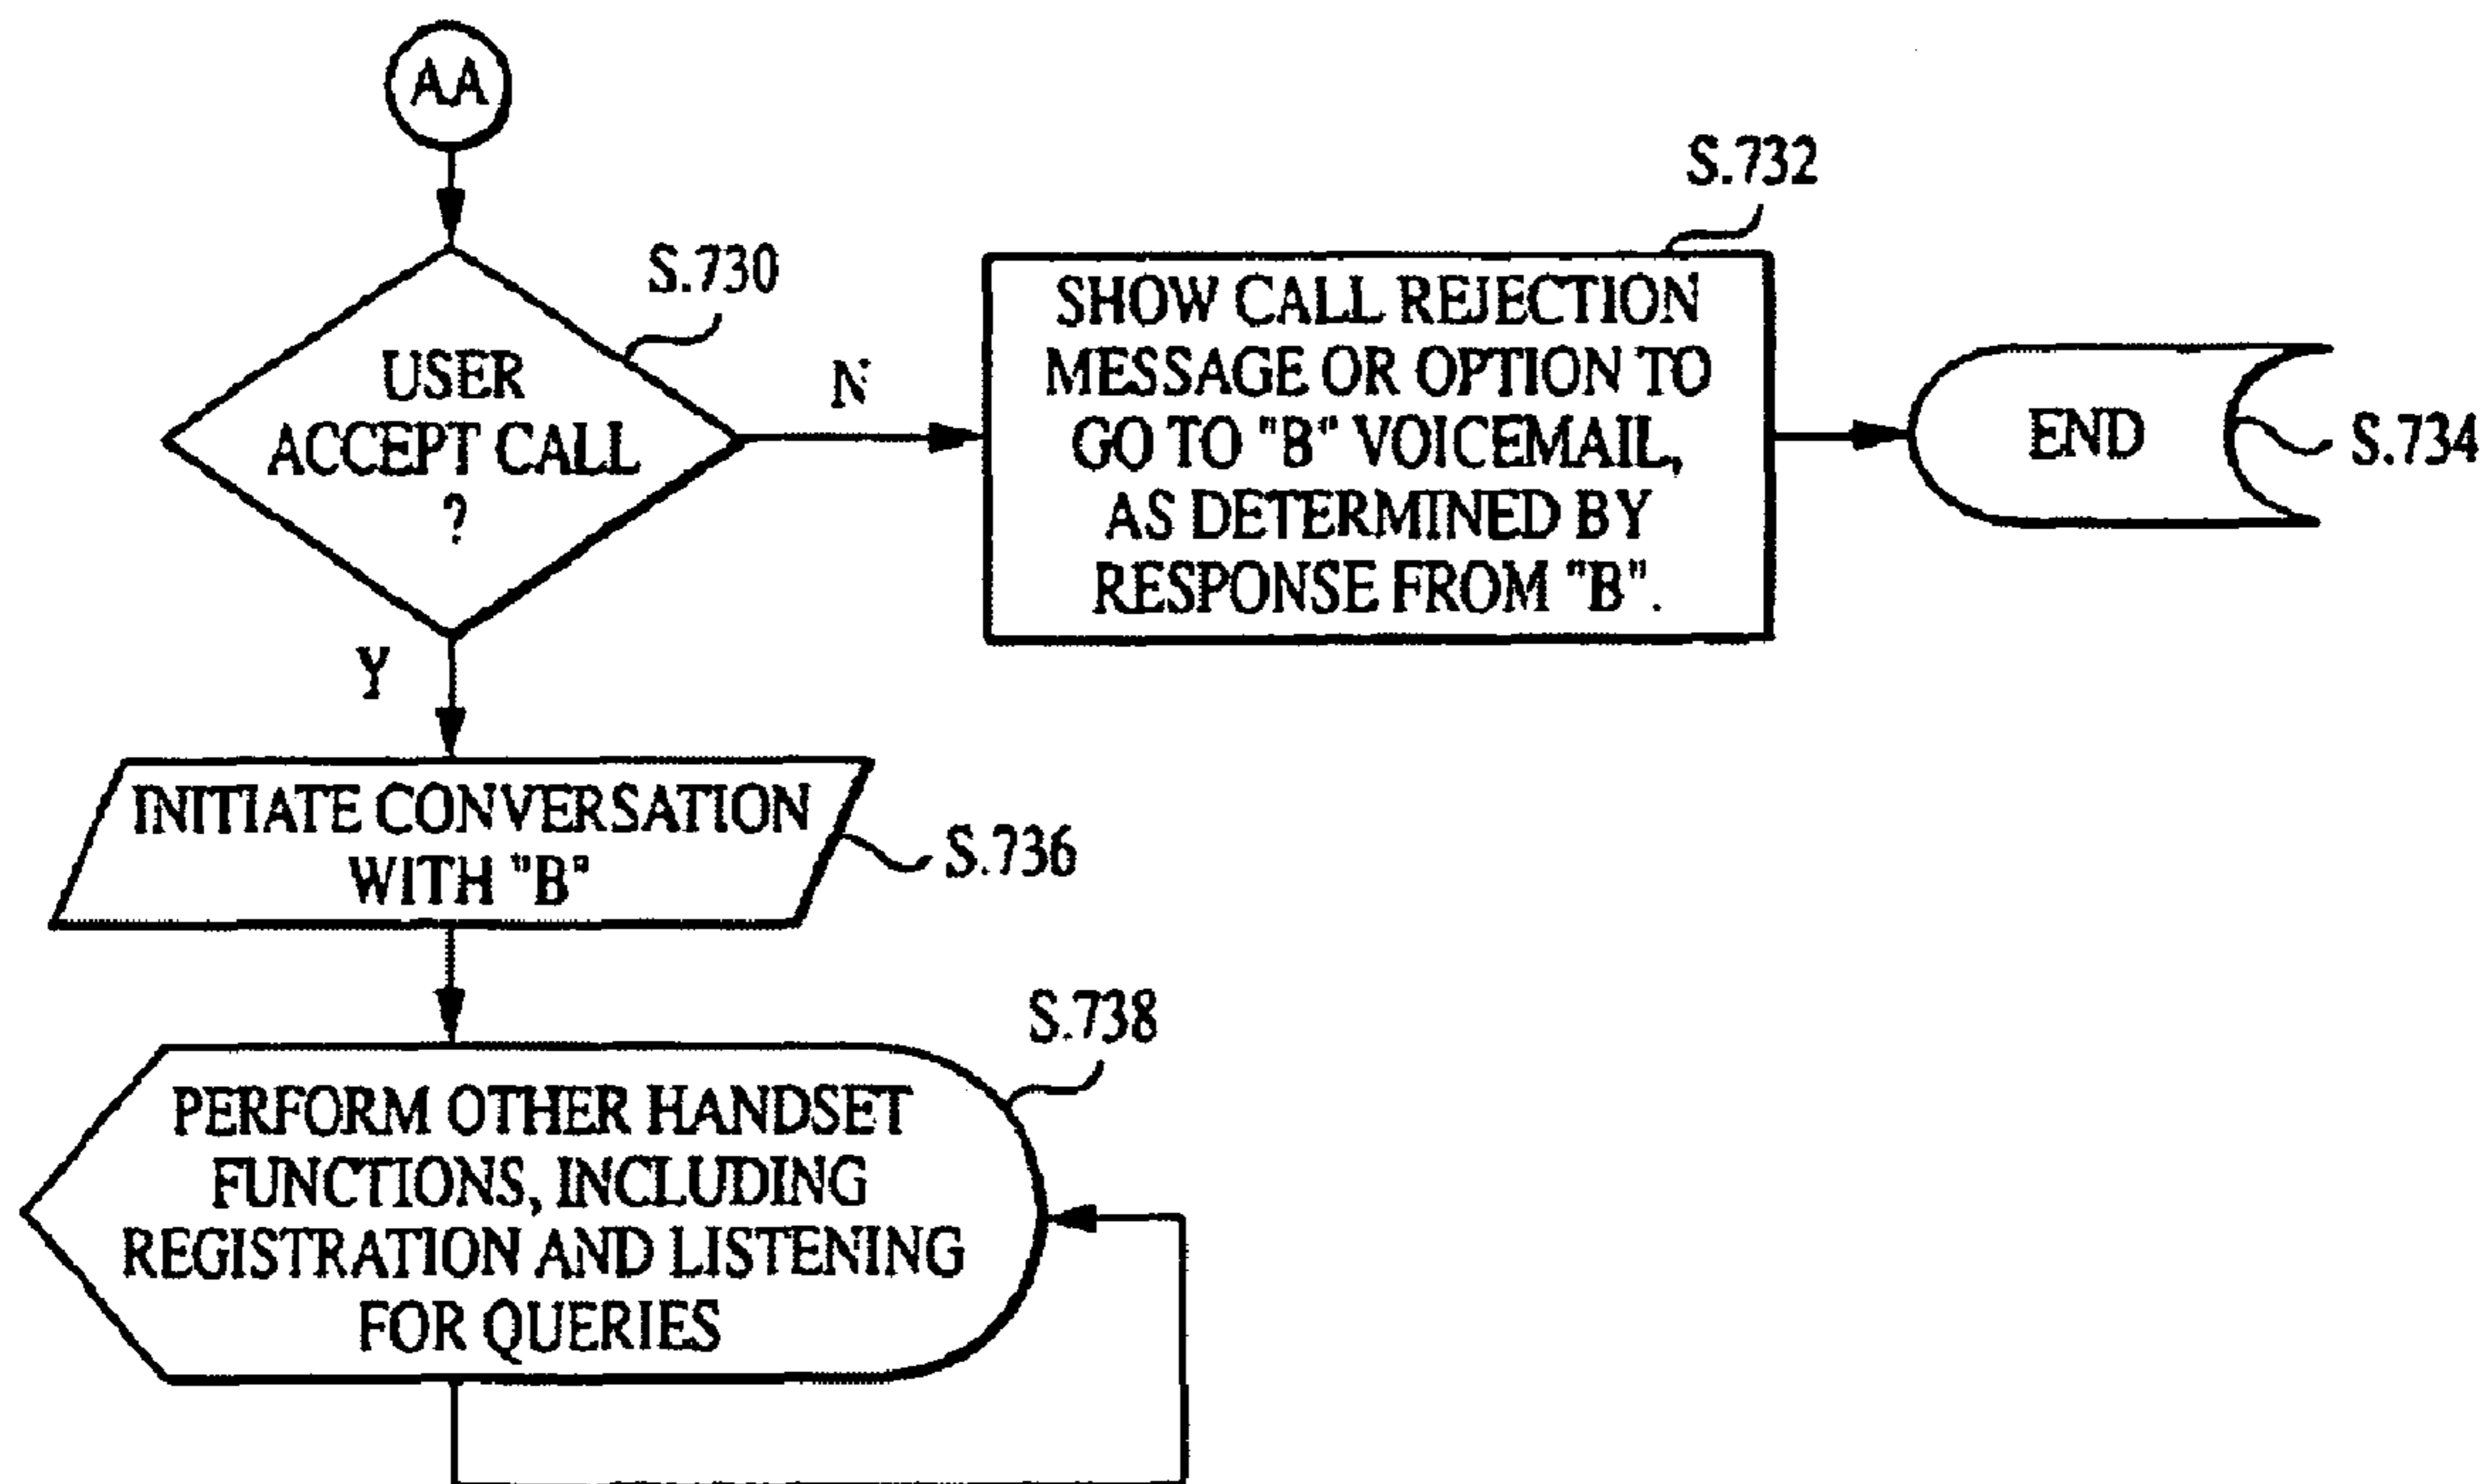 AA
S.730
USER
ACCEPT CALL
?
N
Y
S.732
SHOW CALL REJECTION
MESSAGE OR OPTION TO
GO TO "B" VOICEMAIL,
AS DETERMINED BY
RESPONSE FROM "B".
END
S.734
INITIATE CONVERSATION
WITH "B"
S.736
S.738
PERFORM OTHER HANDSET
FUNCTIONS, INCLUDING
REGISTRATION AND LISTENING
FOR QUERIES